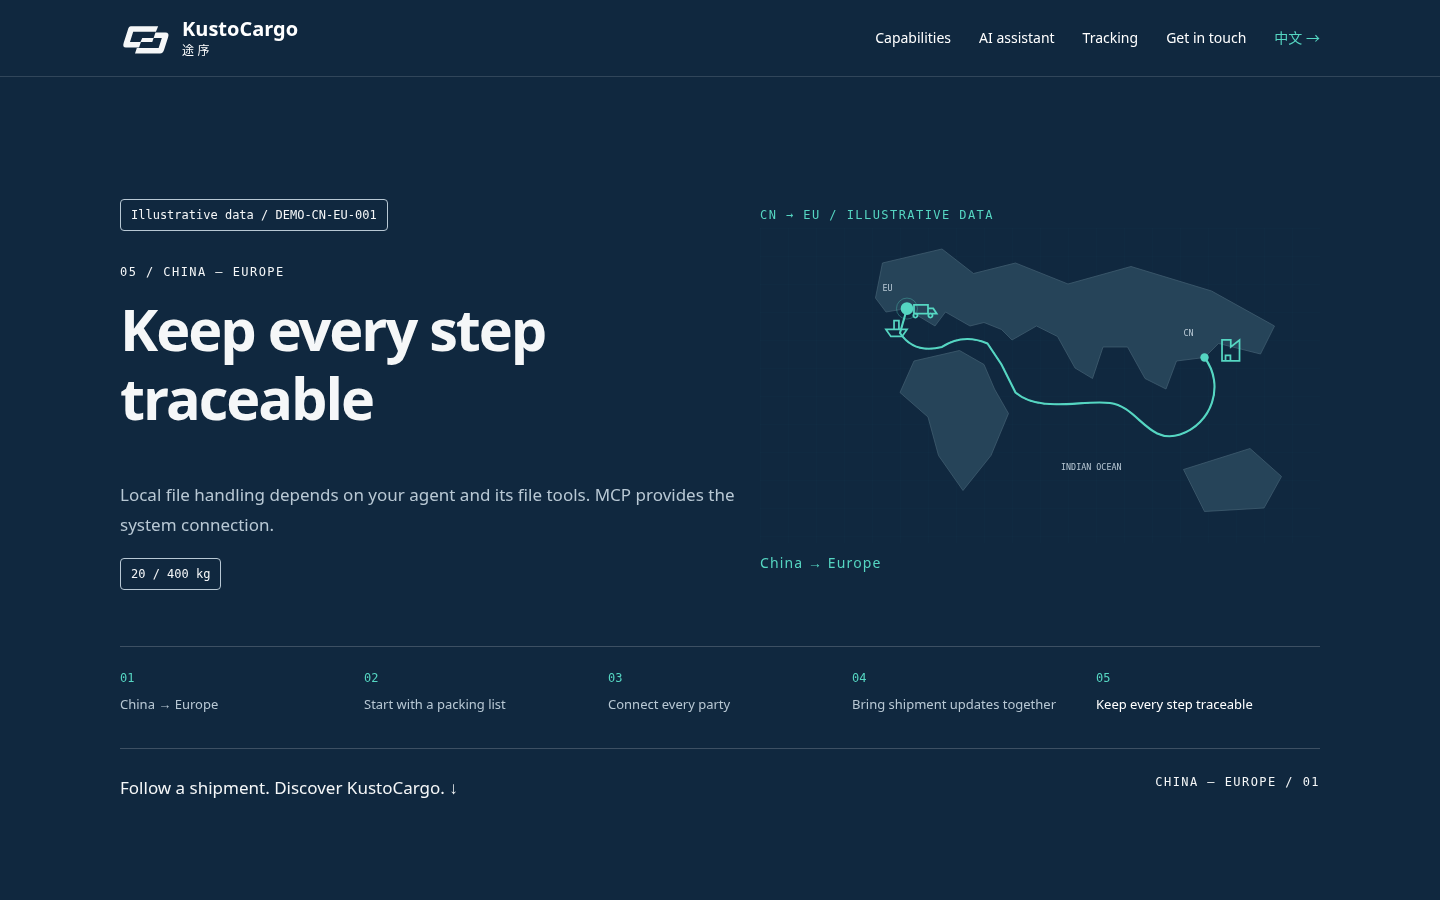 KustoCargo
途序
Capabilities
AI assistant
Tracking
Get in touch
中文 →
Illustrative data / DEMO-CN-EU-001
05 / CHINA — EUROPE
Keep every step
traceable
Local file handling depends on your agent and its file tools. MCP provides the
system connection.
20 / 400 kg
CN → EU / ILLUSTRATIVE DATA
EU
CN
INDIAN OCEAN
China → Europe
01
China → Europe
02
Start with a packing list
03
Connect every party
04
Bring shipment updates together
05
Keep every step traceable
Follow a shipment. Discover KustoCargo. ↓
CHINA — EUROPE / 01